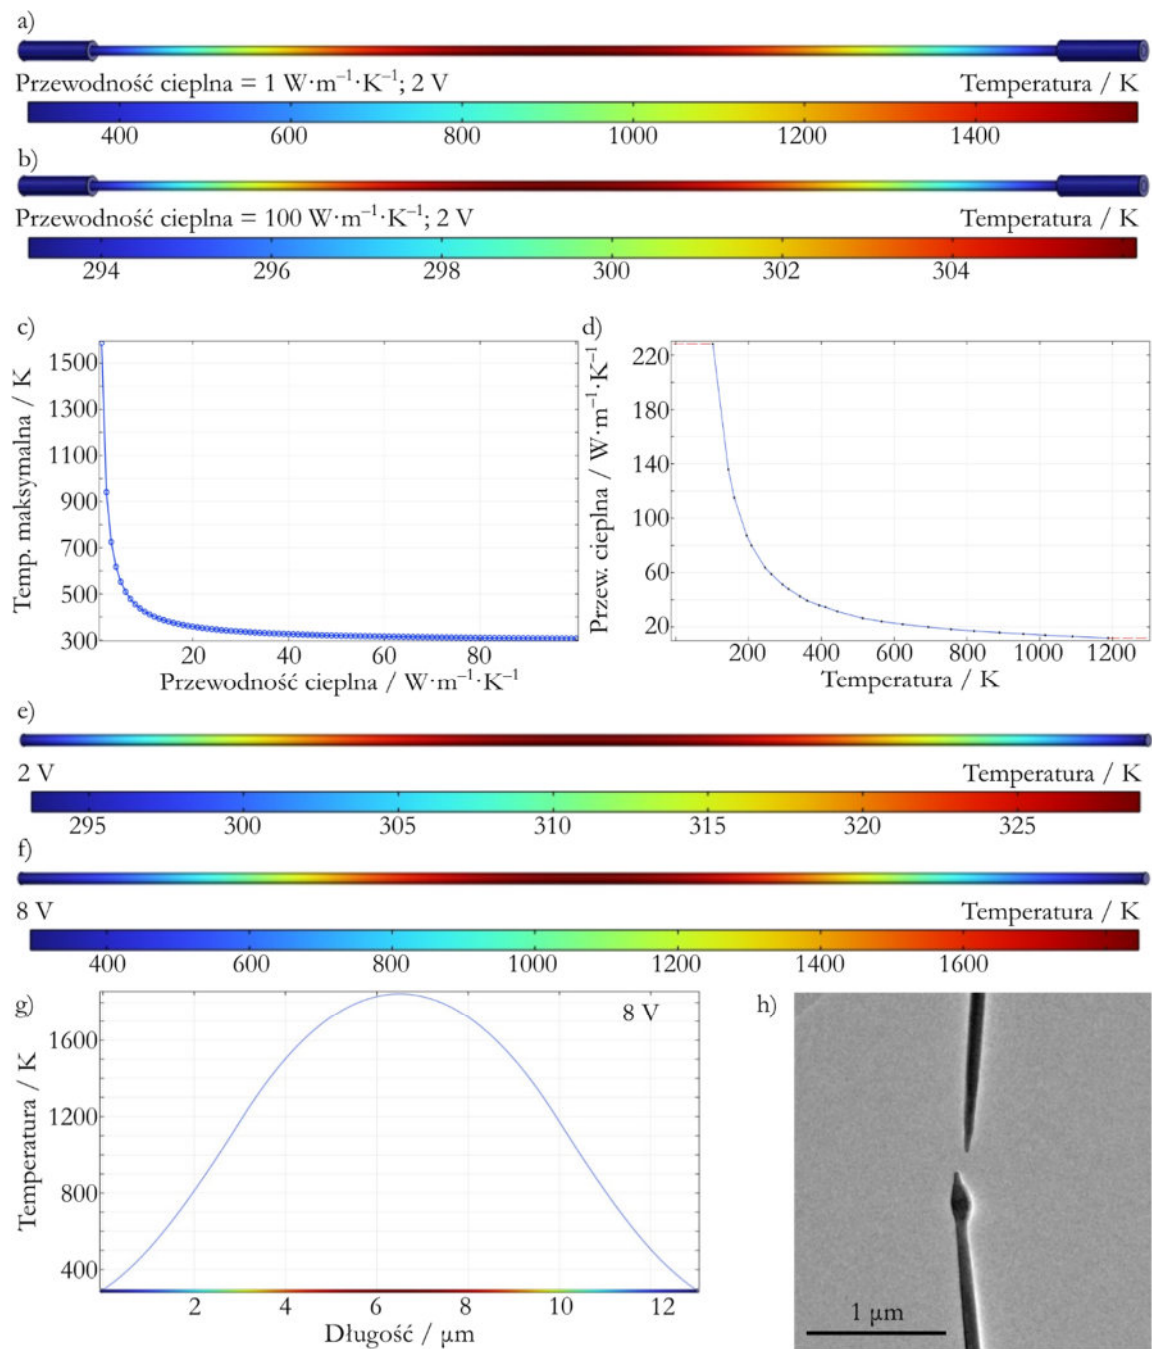 a)
Przewodność cieplna = 1 W·m⁻¹·K⁻¹; 2 V Temperatura / K
400 600 800 1000 1200 1400
b)
Przewodność cieplna = 100 W·m⁻¹·K⁻¹; 2 V Temperatura / K
294 296 298 300 302 304
c)
Temp. maksymalna / K
1500
1300
1100
900
700
500
300
20 40 60 80
Przewodność cieplna / W·m⁻¹·K⁻¹
d)
Przew. cieplna / W·m⁻¹·K⁻¹
220
180
140
100
60
20
200 400 600 800 1000 1200
Temperatura / K
e)
2 V Temperatura / K
295 300 305 310 315 320 325
f)
8 V Temperatura / K
400 600 800 1000 1200 1400 1600
g)
8 V
Temperatura / K
1600
1200
800
400
2 4 6 8 10 12
Długość / μm
h)
1 μm